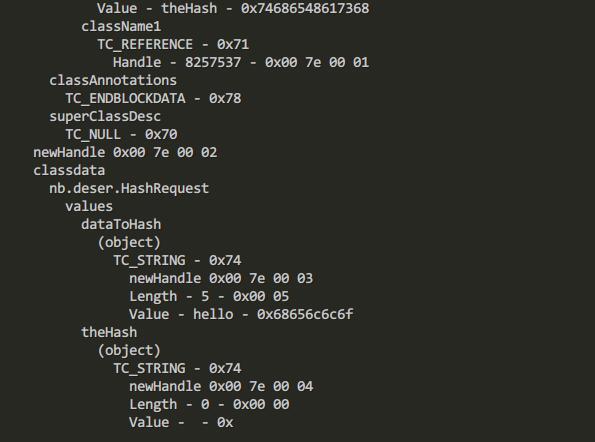 Value - theHash - 0x74686548617368
className1
TC_REFERENCE - 0x71
Handle - 8257537 - 0x00 7e 00 01
classAnnotations
TC_ENDBLOCKDATA - 0x78
superClassDesc
TC_NULL - 0x70
newHandle 0x00 7e 00 02
classdata
nb.deser.HashRequest
values
dataToHash
(object)
TC_STRING - 0x74
newHandle 0x00 7e 00 03
Length - 5 - 0x00 05
Value - hello - 0x68656c6c6f
theHash
(object)
TC_STRING - 0x74
newHandle 0x00 7e 00 04
Length - 0 - 0x00 00
Value -  - 0x